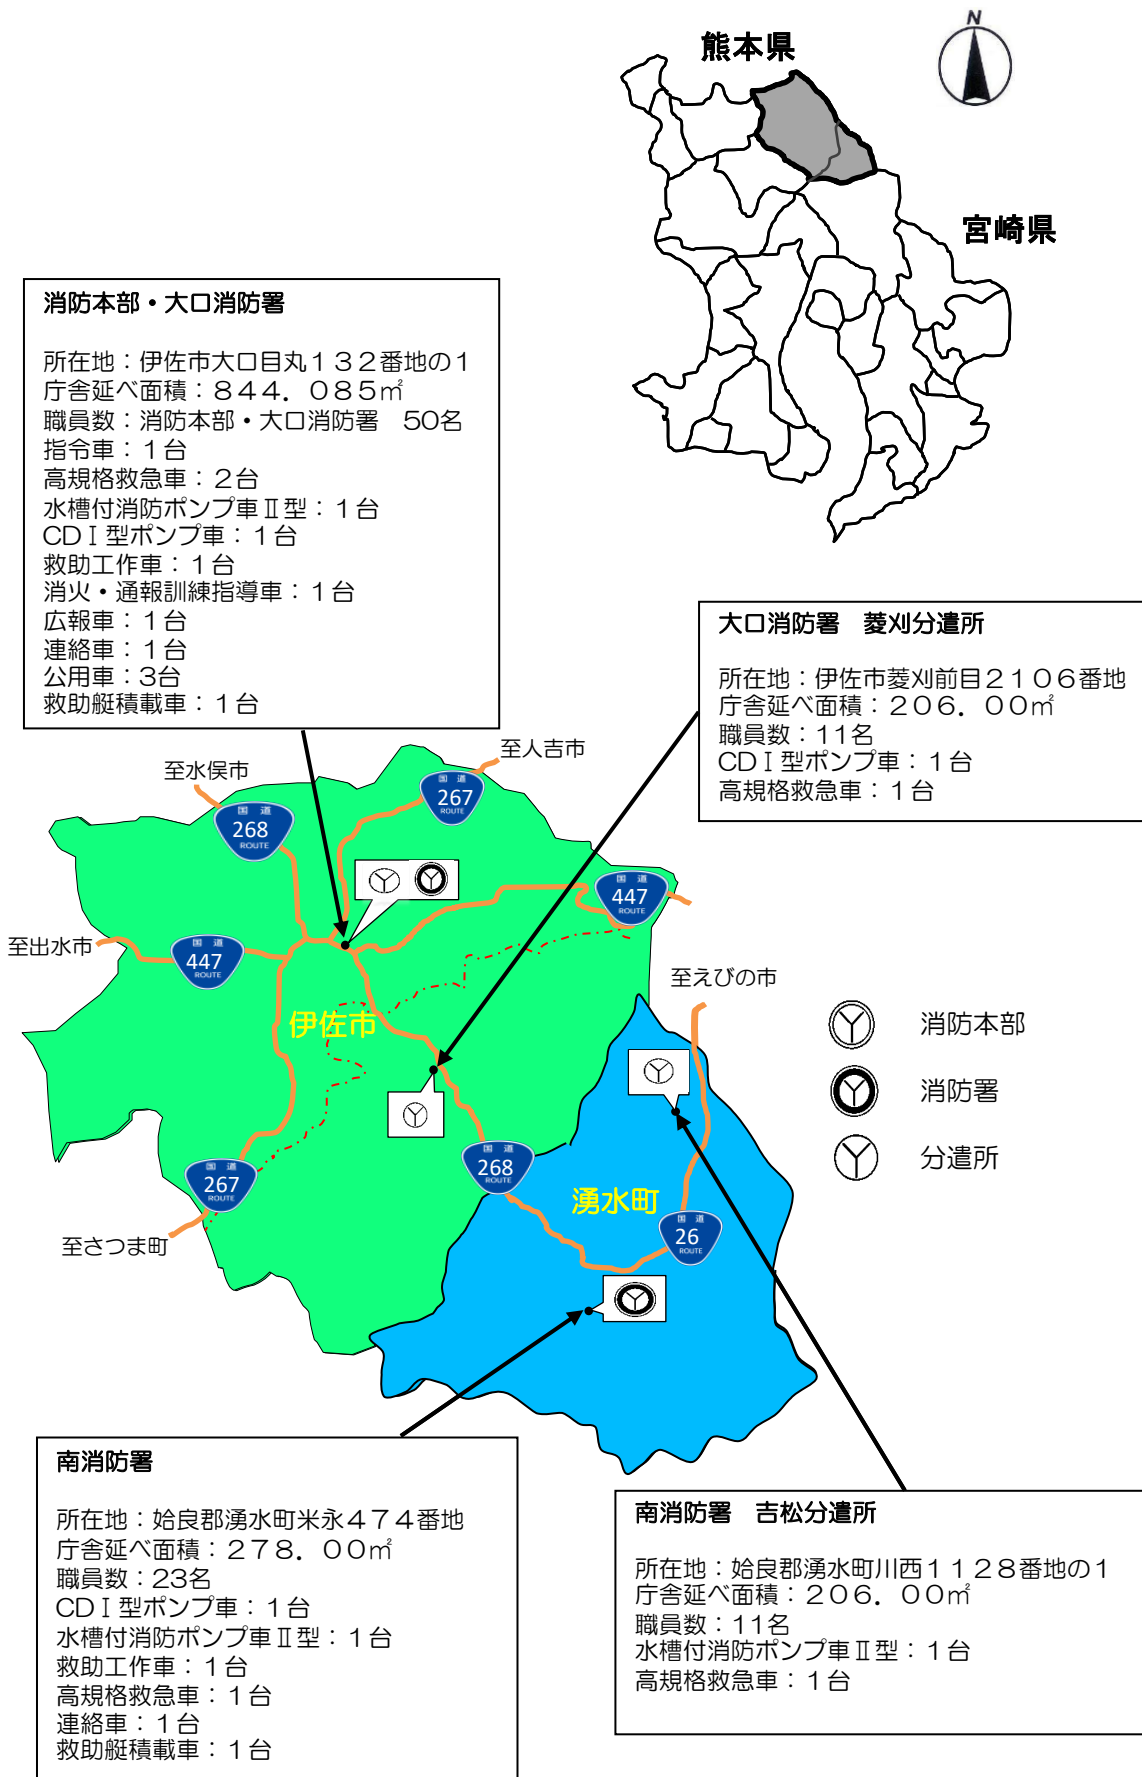 N
熊本県
宮崎県
消防本部・大口消防署
所在地：伊佐市大口目丸１３２番地の１
庁舎延べ面積：８４４．０８５㎡
職員数：消防本部・大口消防署　50名
指令車：１台
高規格救急車：２台
水槽付消防ポンプ車Ⅱ型：１台
CDⅠ型ポンプ車：１台
救助工作車：１台
消火・通報訓練指導車：１台
広報車：１台
連絡車：１台
公用車：3台
救助艇積載車：１台
大口消防署　菱刈分遣所
所在地：伊佐市菱刈前目２１０６番地
庁舎延べ面積：２０６．００㎡
職員数：11名
CDⅠ型ポンプ車：１台
高規格救急車：１台
至人吉市
至水俣市
国 道
267
ROUTE
国 道
268
ROUTE
国 道
447
ROUTE
至出水市
国 道
447
ROUTE
至えびの市
伊佐市
消防本部
消防署
分遣所
国 道
268
ROUTE
国 道
267
ROUTE
湧水町
国 道
26
ROUTE
至さつま町
南消防署
所在地：姶良郡湧水町米永４７４番地
庁舎延べ面積：２７８．００㎡
職員数：23名
CDⅠ型ポンプ車：１台
水槽付消防ポンプ車Ⅱ型：１台
救助工作車：１台
高規格救急車：１台
連絡車：１台
救助艇積載車：１台
南消防署　吉松分遣所
所在地：姶良郡湧水町川西１１２８番地の１
庁舎延べ面積：２０６．００㎡
職員数：11名
水槽付消防ポンプ車Ⅱ型：１台
高規格救急車：１台